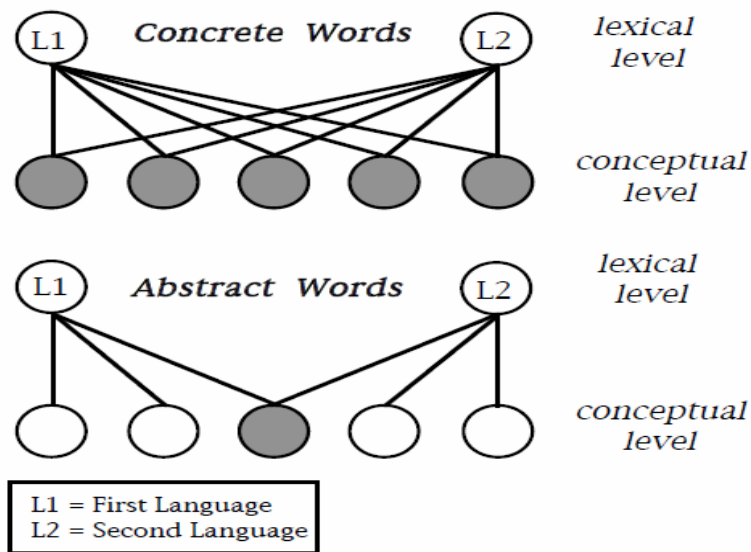 L1 Concrete Words L2
lexical
level
conceptual
level
L1 Abstract Words L2
lexical
level
conceptual
level
L1 = First Language
L2 = Second Language